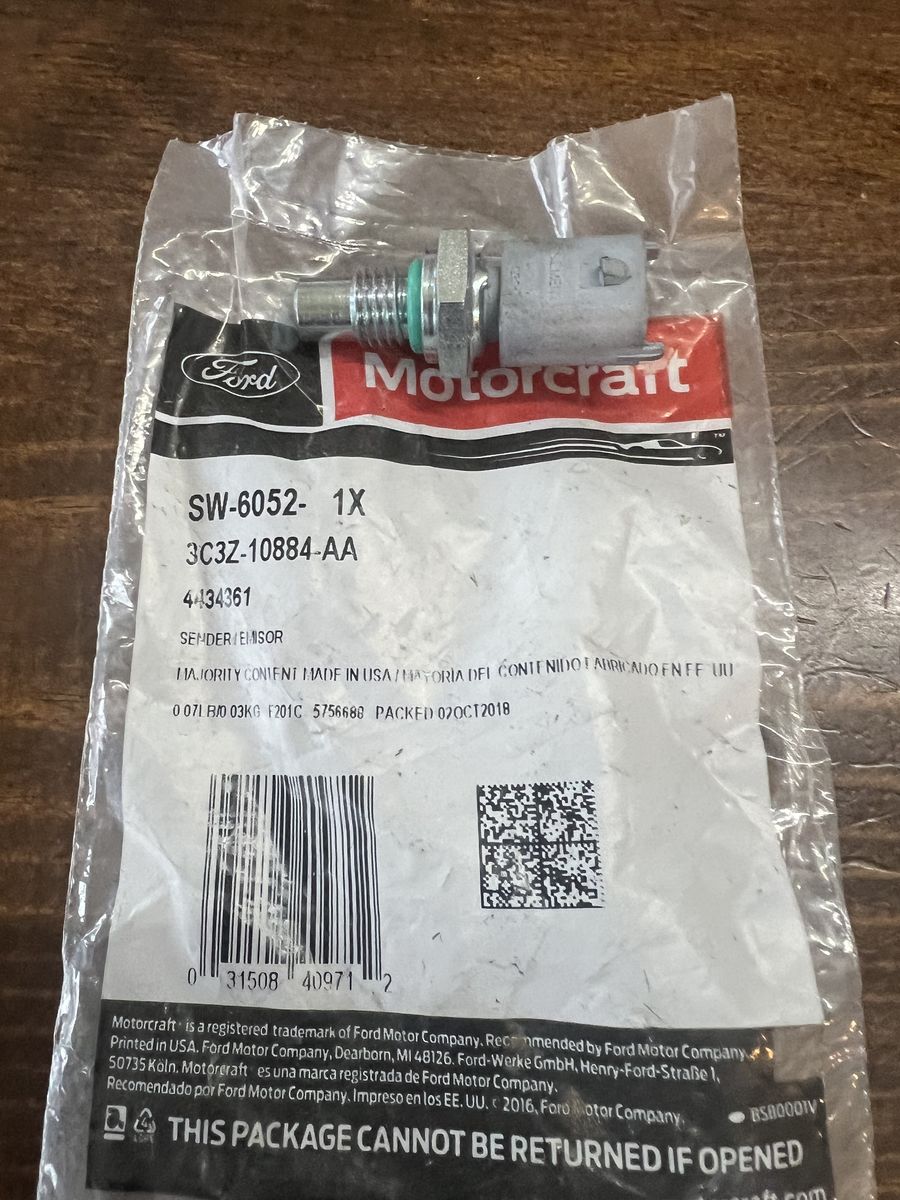 Ford
Motorcraft
™
SW-6052- 1X
3C3Z-10884-AA
4434361
SENDER/EMISOR
MAJORITY CONTENT MADE IN USA / MAYORIA DEL CONTENIDO FABRICADO EN EE UU
0 07LB/0 03KG F201C 5756688 PACKED 02OCT2018
0 31508 40971 2
Motorcraft® is a registered trademark of Ford Motor Company. Recommended by Ford Motor Company.
Printed in USA. Ford Motor Company, Dearborn, MI 48126. Ford-Werke GmbH, Henry-Ford-Straße 1,
50735 Köln. Motorcraft® es una marca registrada de Ford Motor Company.
Recomendado por Ford Motor Company. Impreso en los EE. UU. © 2016, Ford Motor Company.
BSB0001V
4
THIS PACKAGE CANNOT BE RETURNED IF OPENED